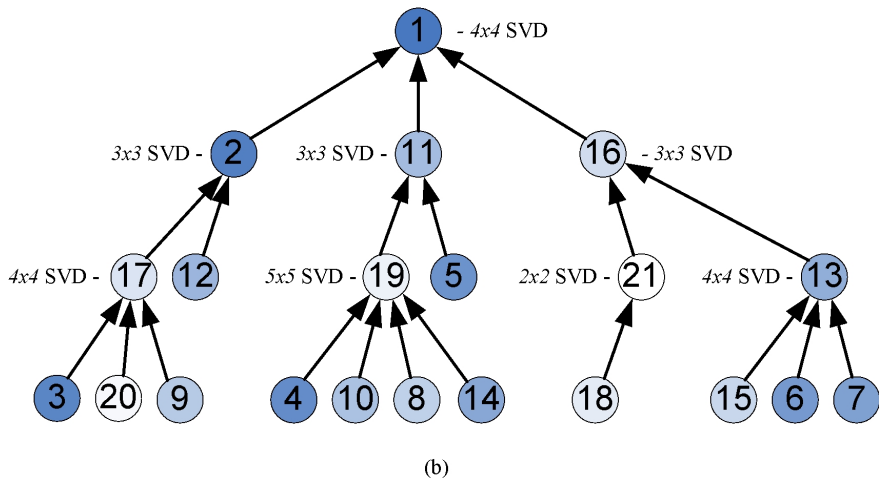 1 - 4x4 SVD
3x3 SVD - 2 3x3 SVD - 11 16 - 3x3 SVD
4x4 SVD - 17 12 5x5 SVD - 19 5 2x2 SVD - 21 4x4 SVD - 13
3 20 9 4 10 8 14 18 15 6 7
(b)